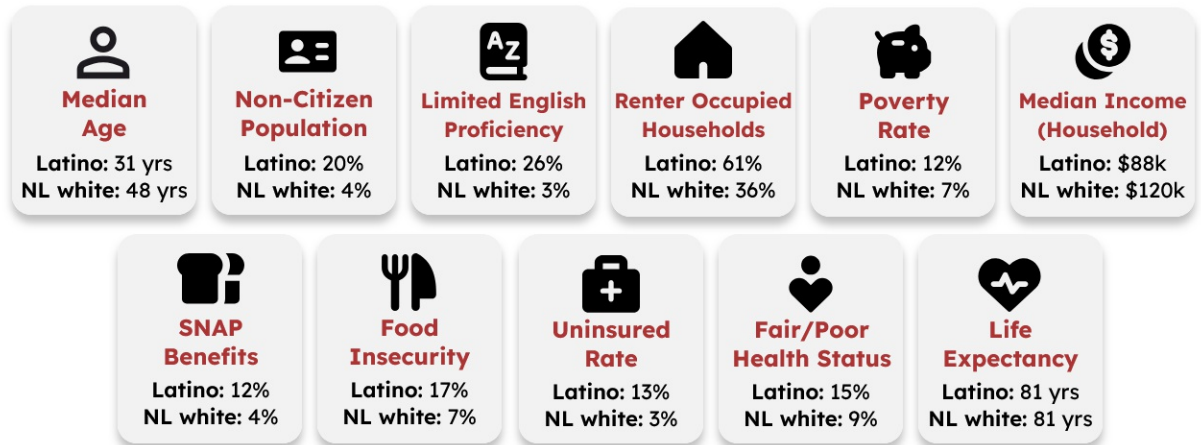 Median
Age
Latino: 31 yrs
NL white: 48 yrs
Non-Citizen
Population
Latino: 20%
NL white: 4%
A
Z
Limited English
Proficiency
Latino: 26%
NL white: 3%
Renter Occupied
Households
Latino: 61%
NL white: 36%
Poverty
Rate
Latino: 12%
NL white: 7%
$
Median Income
(Household)
Latino: $88k
NL white: $120k
SNAP
Benefits
Latino: 12%
NL white: 4%
Food
Insecurity
Latino: 17%
NL white: 7%
Uninsured
Rate
Latino: 13%
NL white: 3%
Fair/Poor
Health Status
Latino: 15%
NL white: 9%
Life
Expectancy
Latino: 81 yrs
NL white: 81 yrs